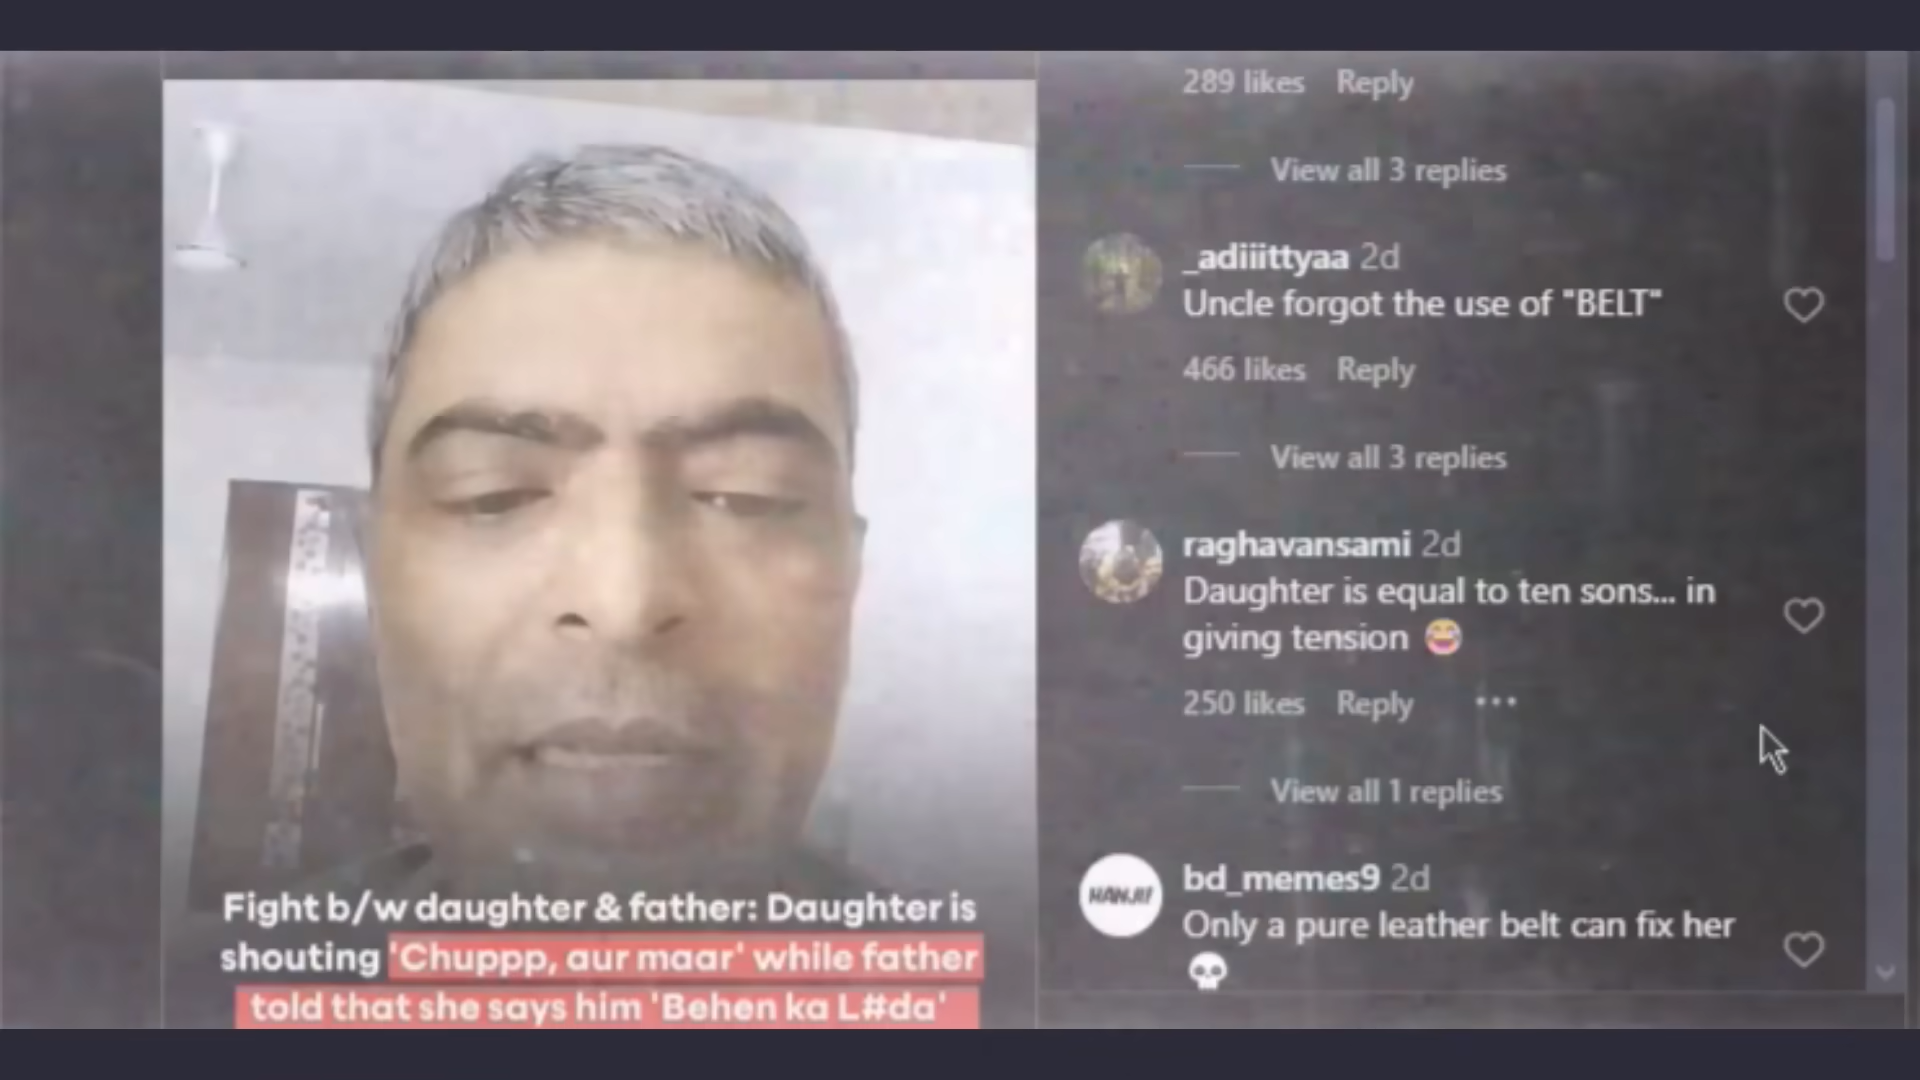 289 likes Reply
View all 3 replies
_adiiittyaa 2d
Uncle forgot the use of "BELT"
466 likes Reply
View all 3 replies
raghavansami 2d
Daughter is equal to ten sons... in
giving tension 😂
250 likes Reply •••
View all 1 replies
HANJI!
bd_memes9 2d
Only a pure leather belt can fix her
💀
Fight b/w daughter & father: Daughter is
shouting 'Chuppp, aur maar' while father
told that she says him 'Behen ka L#da'